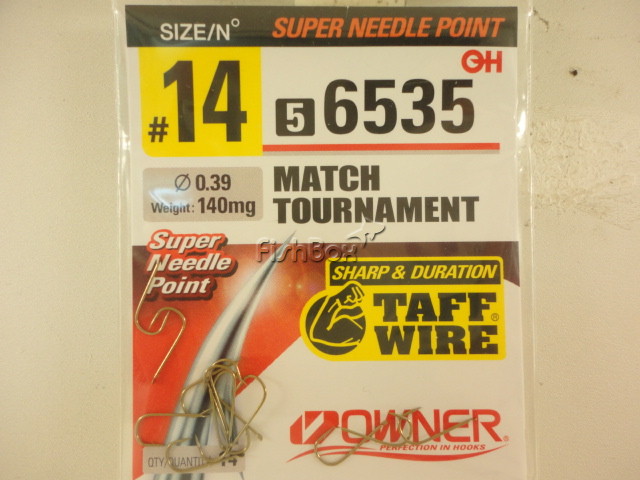 SIZE/N° SUPER NEEDLE POINT
#14
OH
5 6535
Ø 0.39
Weight: 140mg
MATCH
TOURNAMENT
FishBox
Super
Needle
Point
SHARP & DURATION
TAFF
WIRE®
OWNER®
PERFECTION IN HOOKS
QTY/QUANTIT 14